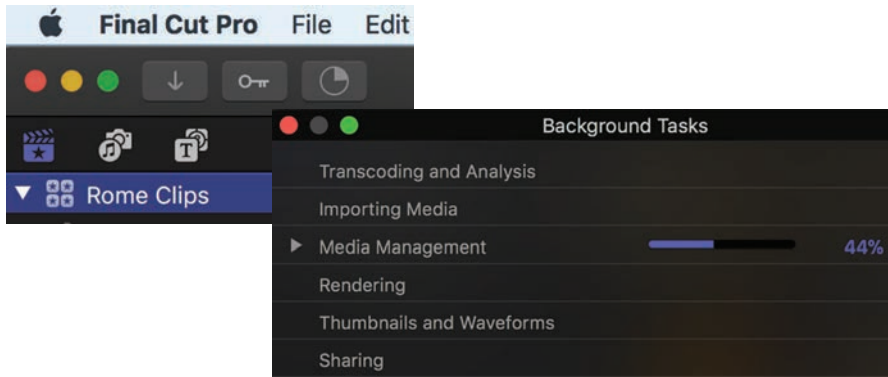 Final Cut Pro File Edit
Rome Clips
Background Tasks
Transcoding and Analysis
Importing Media
Media Management 44%
Rendering
Thumbnails and Waveforms
Sharing